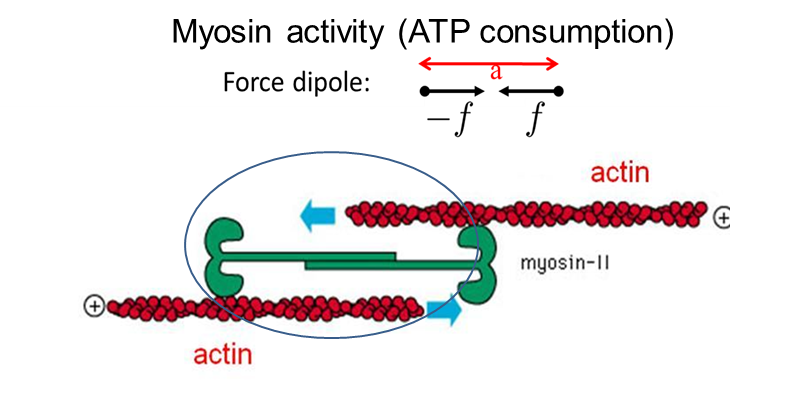 Myosin activity (ATP consumption)
a
Force dipole:
−f f
actin
+
myosin-II
+
actin